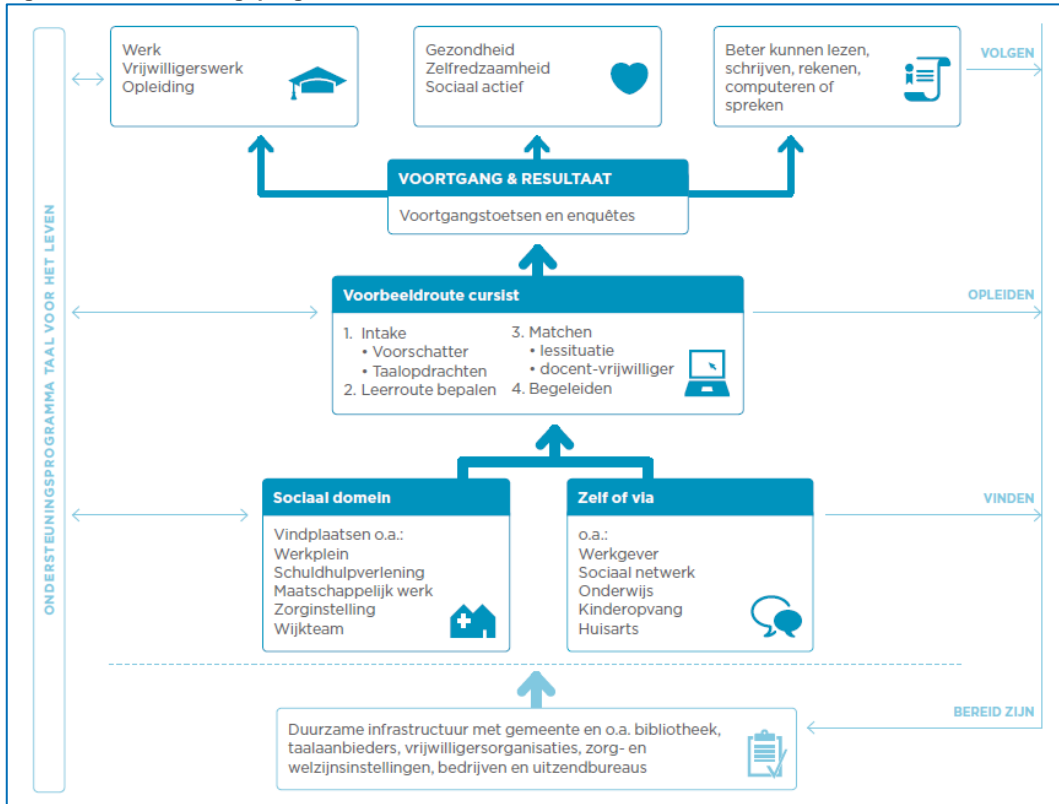 ONDERSTEUNINGSPROGRAMMA TAAL VOOR HET LEVEN
Werk
Vrijwilligerswerk
Opleiding
Gezondheid
Zelfredzaamheid
Sociaal actief
Beter kunnen lezen,
schrijven, rekenen,
computeren of
spreken
VOLGEN
VOORTGANG & RESULTAAT
Voortgangstoetsen en enquêtes
Voorbeeldroute cursist
1. Intake
• Voorschatter
• Taalopdrachten
2. Leerroute bepalen
3. Matchen
• lessituatie
• docent-vrijwilliger
4. Begeleiden
OPLEIDEN
Sociaal domein
Vindplaatsen o.a.:
Werkplein
Schuldhulpverlening
Maatschappelijk werk
Zorginstelling
Wijkteam
Zelf of via
o.a.:
Werkgever
Sociaal netwerk
Onderwijs
Kinderopvang
Huisarts
VINDEN
Duurzame infrastructuur met gemeente en o.a. bibliotheek,
taalaanbieders, vrijwilligersorganisaties, zorg- en
welzijnsinstellingen, bedrijven en uitzendbureaus
BEREID ZIJN